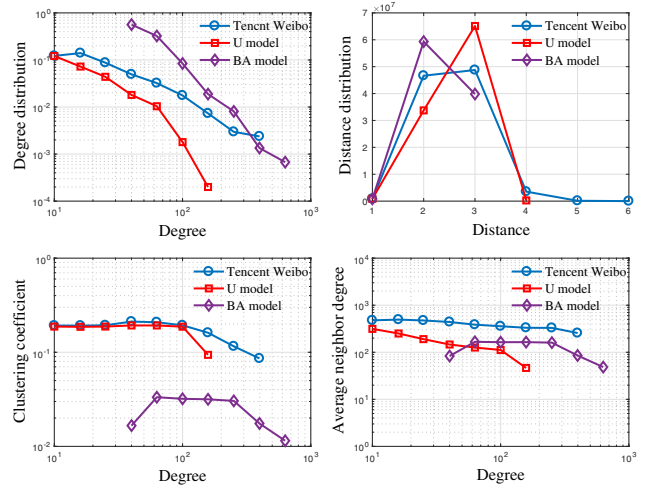 10^0
10^-1
10^-2
10^-3
10^-4
10^1
10^2
10^3
Degree distribution
Degree
Tencnt Weibo
U model
BA model
×10^7
7
6
5
4
3
2
1
0
1 2 3 4 5 6
Distance distribution
Distance
Tencent Weibo
U model
BA model
10^0
10^-1
10^-2
10^1
10^2
10^3
Clustering coefficient
Degree
Tencent Weibo
U model
BA model
10^4
10^3
10^2
10^1
10^0
10^1
10^2
10^3
Average neighbor degree
Degree
Tencent Weibo
U model
BA model